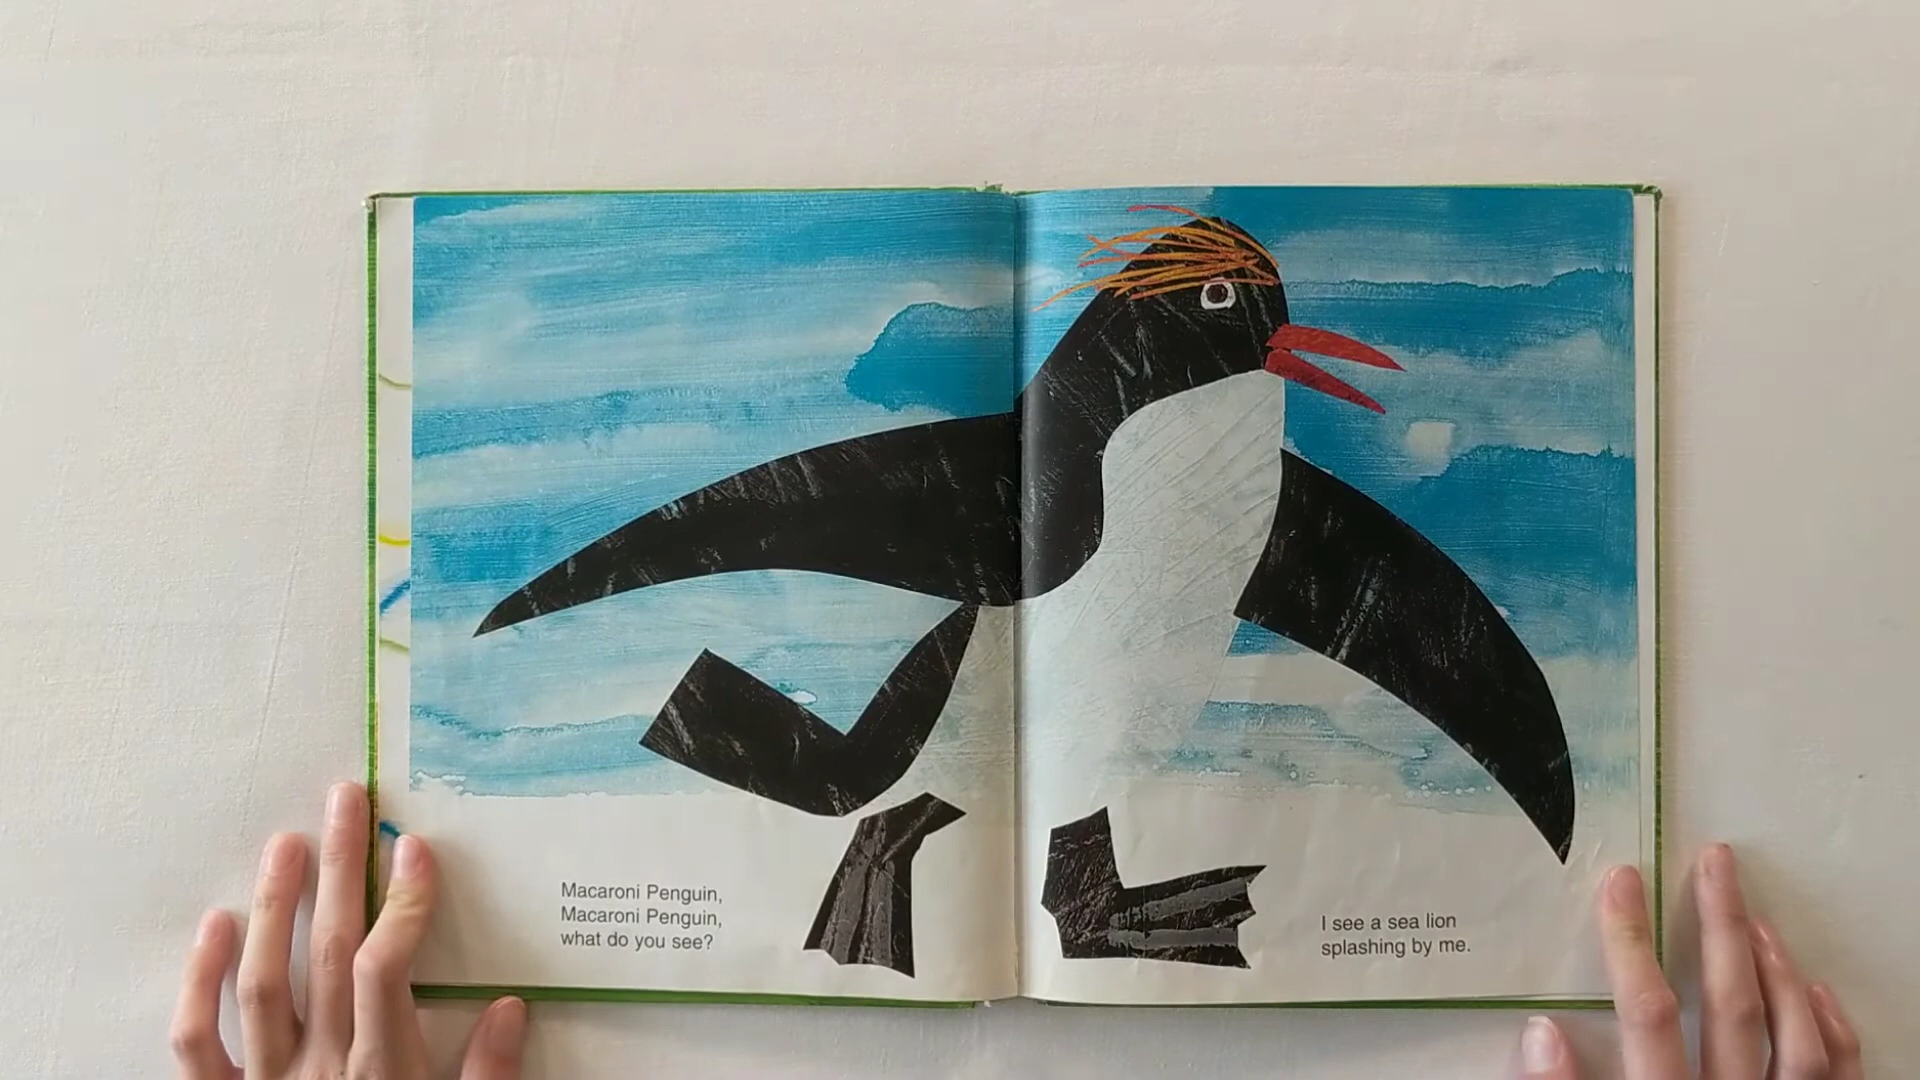 Macaroni Penguin,
Macaroni Penguin,
what do you see?
I see a sea lion
splashing by me.